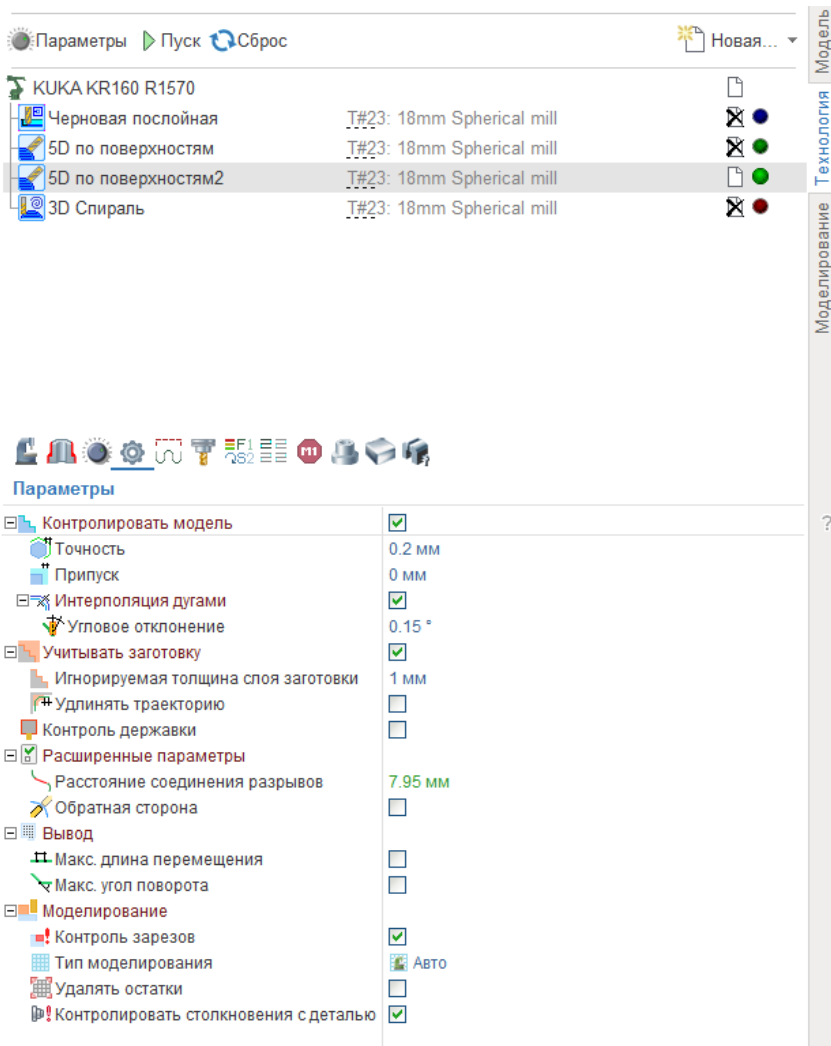 Параметры Пуск Сброс Новая...
Модель
Технология
Моделирование
KUKA KR160 R1570
Черновая послойная T#23: 18mm Spherical mill
5D по поверхностям T#23: 18mm Spherical mill
5D по поверхностям2 T#23: 18mm Spherical mill
3D Спираль T#23: 18mm Spherical mill
F1
S2
M1
Параметры
?
Контролировать модель
Точность 0.2 мм
Припуск 0 мм
Интерполяция дугами
Угловое отклонение 0.15 °
Учитывать заготовку
Игнорируемая толщина слоя заготовки 1 мм
Удлинять траекторию
Контроль державки
Расширенные параметры
Расстояние соединения разрывов 7.95 мм
Обратная сторона
Вывод
Макс. длина перемещения
Макс. угол поворота
Моделирование
Контроль зарезов
Тип моделирования Авто
Удалять остатки
Контролировать столкновения с деталью